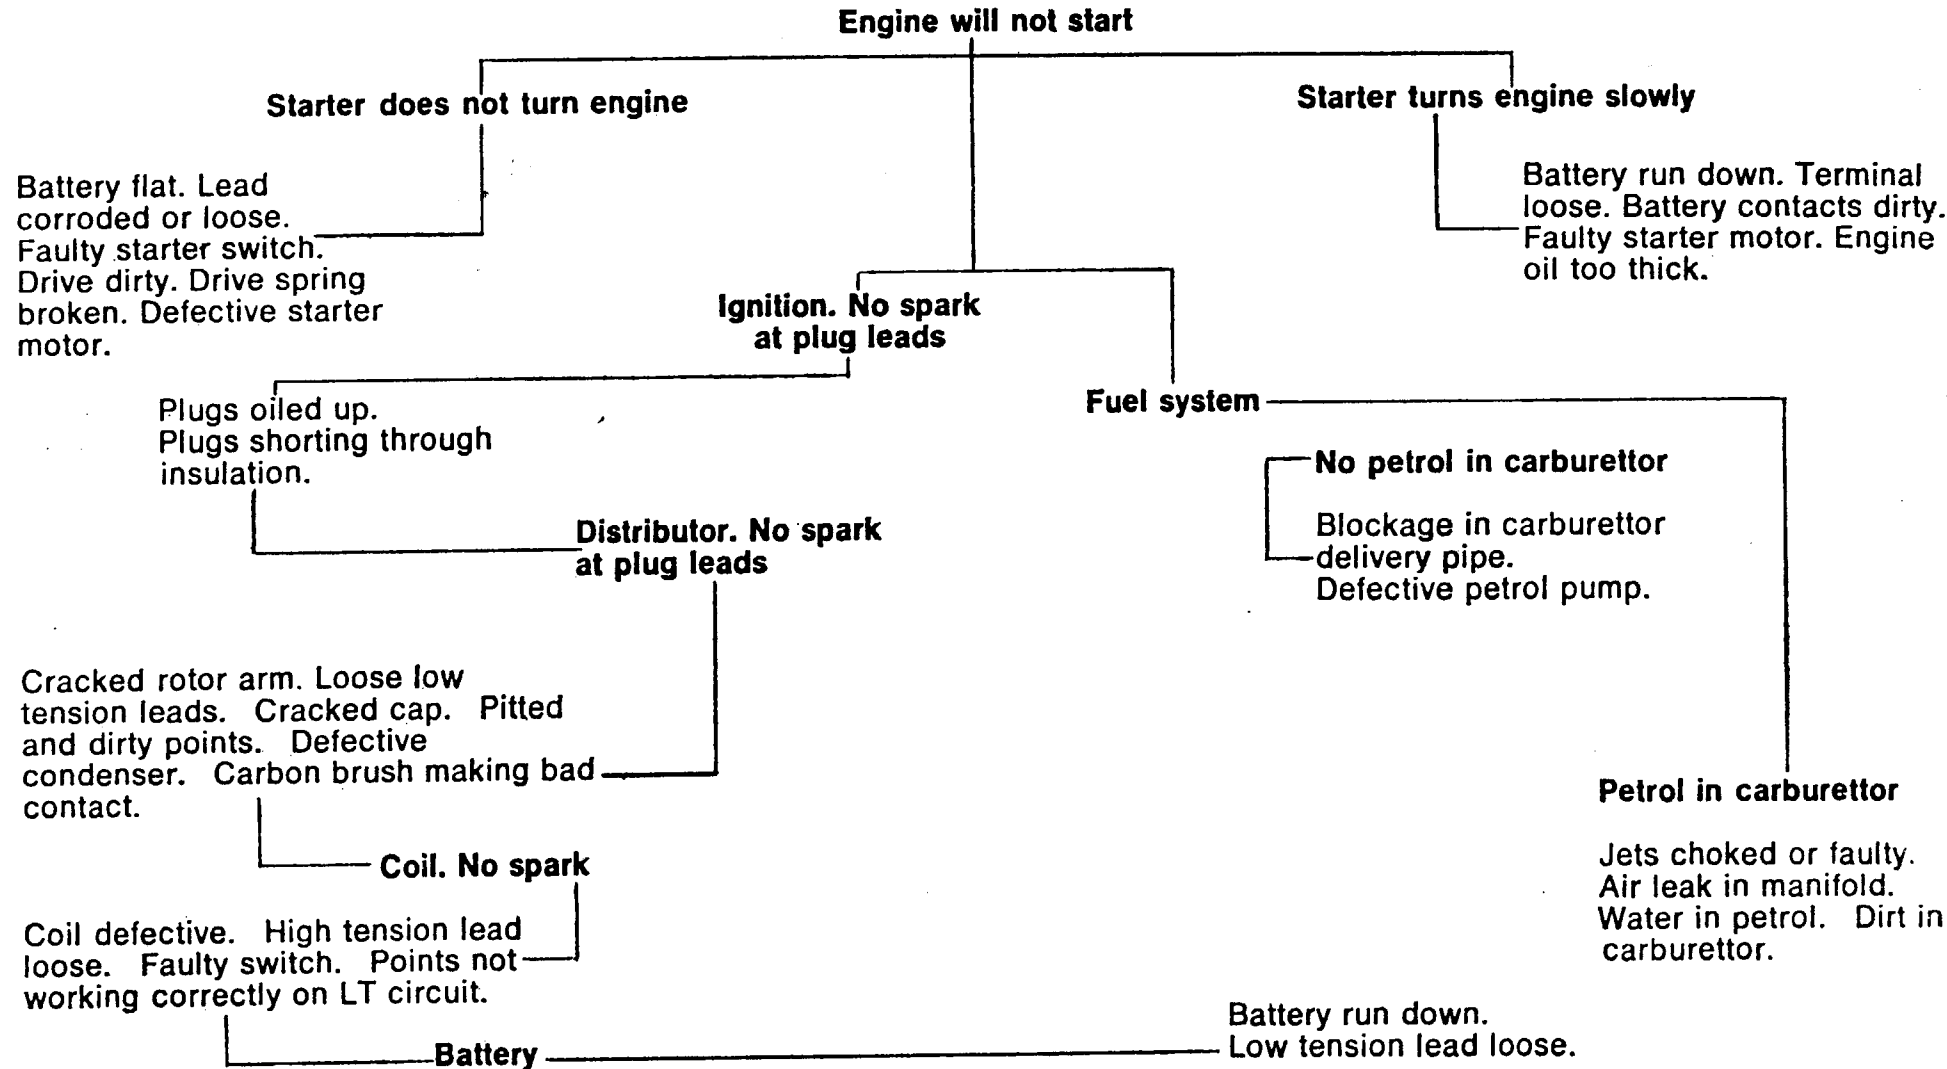 Engine will not start
Starter does not turn engine
Starter turns engine slowly
Battery flat. Lead
corroded or loose.
Faulty starter switch.
Drive dirty. Drive spring
broken. Defective starter
motor.
Battery run down. Terminal
loose. Battery contacts dirty.
Faulty starter motor. Engine
oil too thick.
Ignition. No spark
at plug leads
Plugs oiled up.
Plugs shorting through
insulation.
Distributor. No spark
at plug leads
Cracked rotor arm. Loose low
tension leads. Cracked cap. Pitted
and dirty points. Defective
condenser. Carbon brush making bad
contact.
Coil. No spark
Coil defective. High tension lead
loose. Faulty switch. Points not
working correctly on LT circuit.
Battery
Battery run down.
Low tension lead loose.
Fuel system
No petrol in carburettor
Blockage in carburettor
delivery pipe.
Defective petrol pump.
Petrol in carburettor
Jets choked or faulty.
Air leak in manifold.
Water in petrol. Dirt in
carburettor.